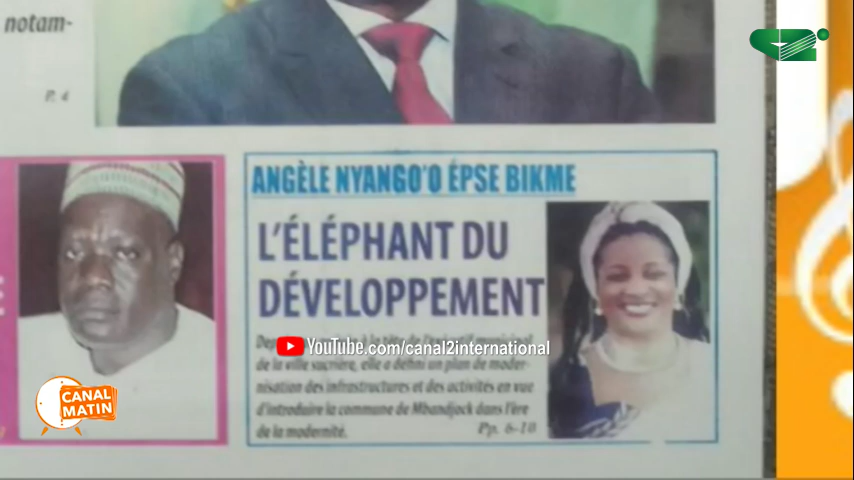 notam-
P. 4
ANGÈLE NYANGO'O ÉPSE BIKME
L'ÉLÉPHANT DU
DÉVELOPPEMENT
YouTube.com/canal2international
de la ville sucrière, elle a défini un plan de moder-
nisation des infrastructures et des activités en vue
d'introduire la commune de Mbandjock dans l'ère
de la modernité.
Pp. 6-10
CANAL
MATIN